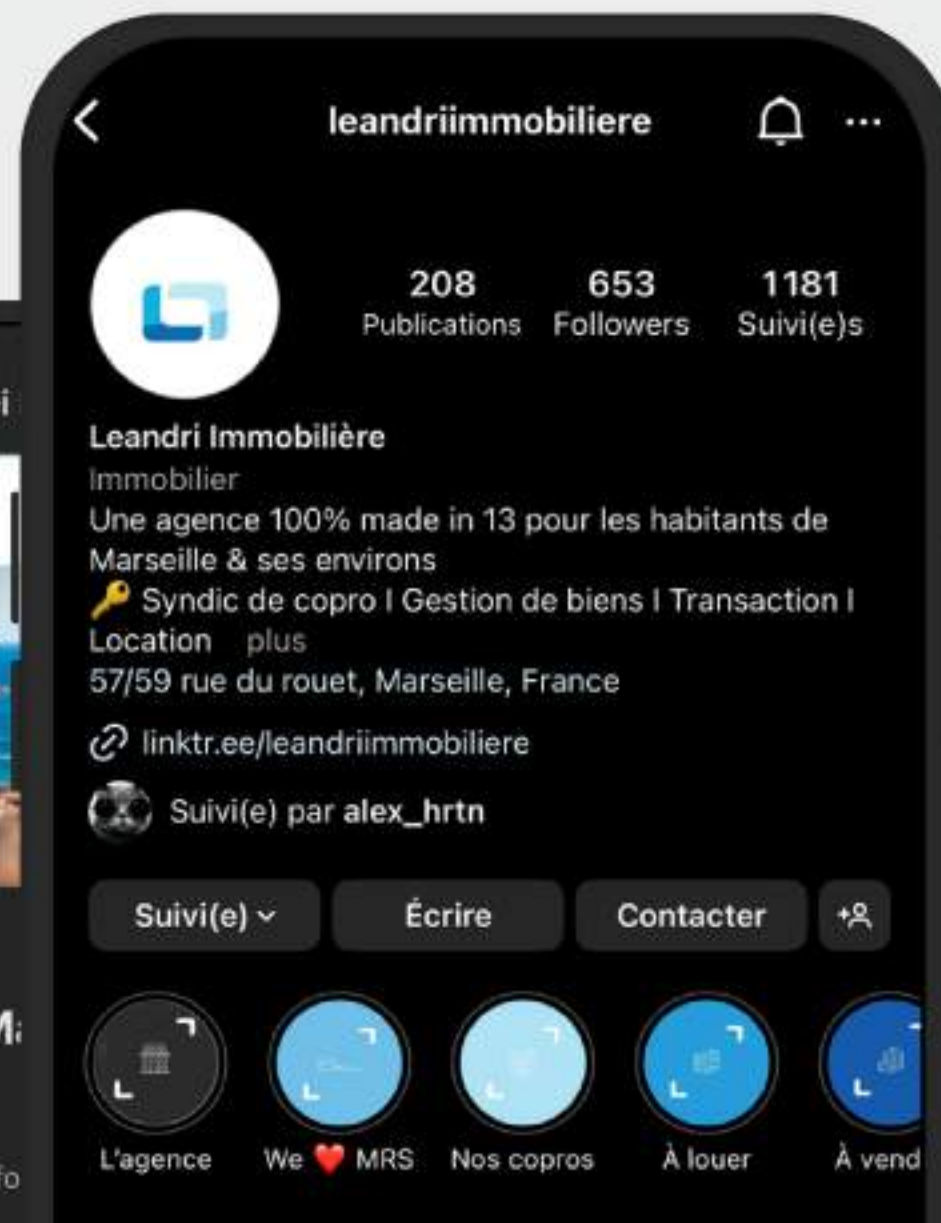 leandriimmobiliere
208 653 1181
Publications Followers Suivi(e)s
Leandri Immobilière
Immobilier
Une agence 100% made in 13 pour les habitants de
Marseille & ses environs
🔑 Syndic de copro I Gestion de biens I Transaction I
Location plus
57/59 rue du rouet, Marseille, France
linktr.ee/leandriimmobiliere
Suivi(e) par alex_hrtn
Suivi(e) Écrire Contacter
L'agence We ❤️ MRS Nos copros À louer À vend